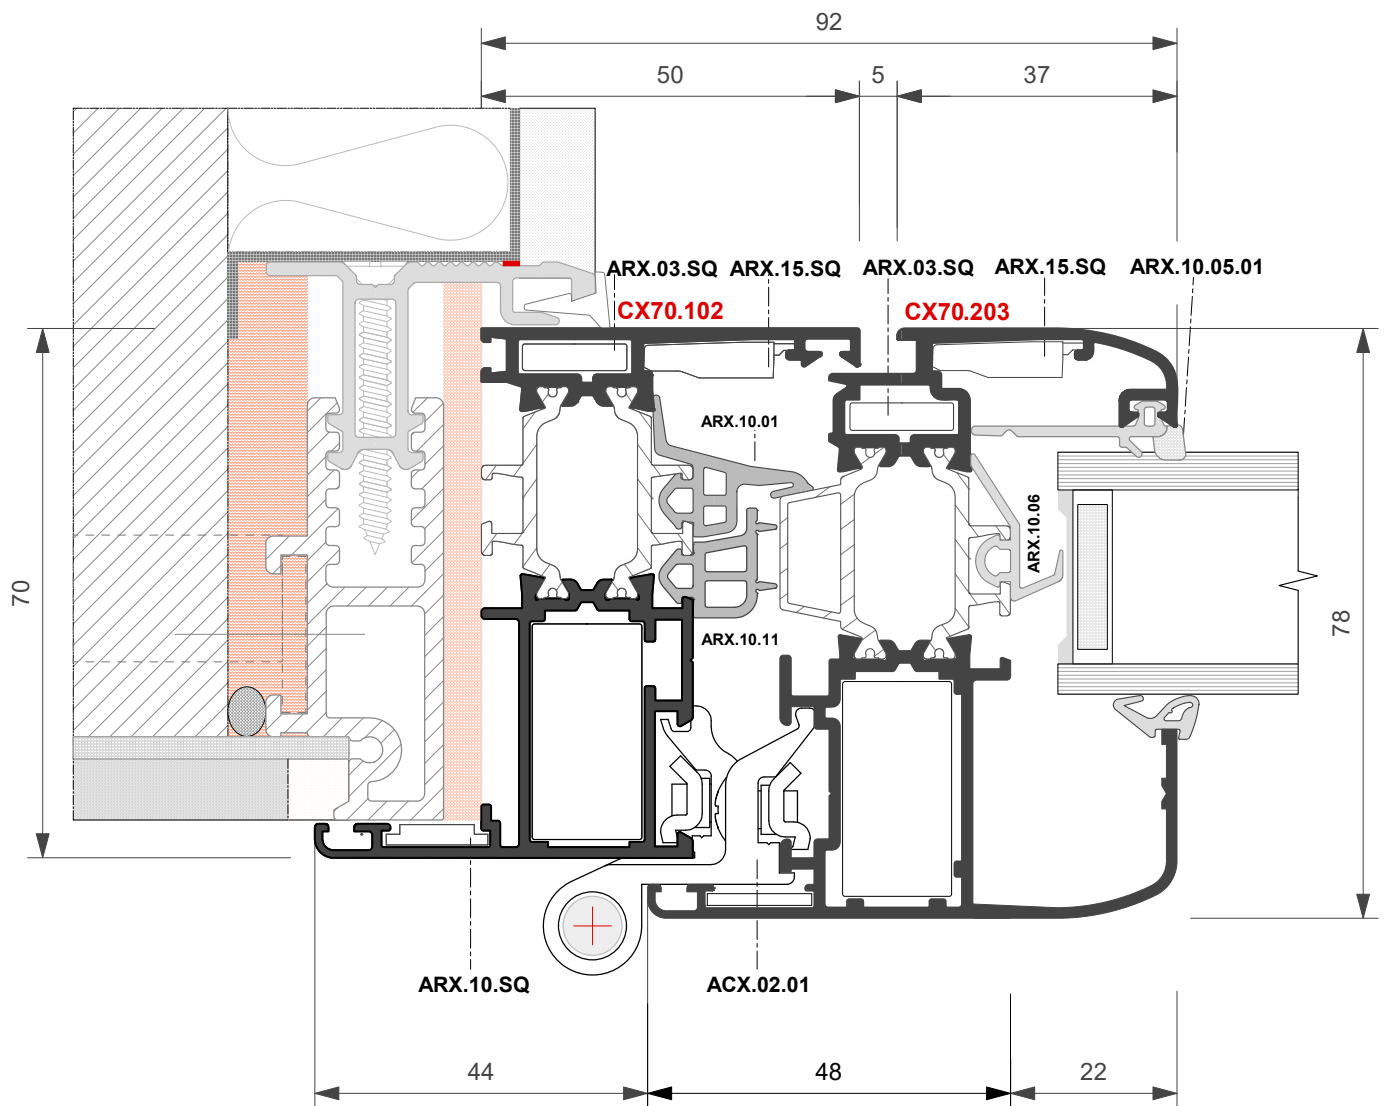 92
50 5 37
ARX.03.SQ ARX.15.SQ ARX.03.SQ ARX.15.SQ ARX.10.05.01
CX70.102 CX70.203
ARX.10.01
ARX.10.06
70
78
ARX.10.11
ARX.10.SQ ACX.02.01
44 48 22